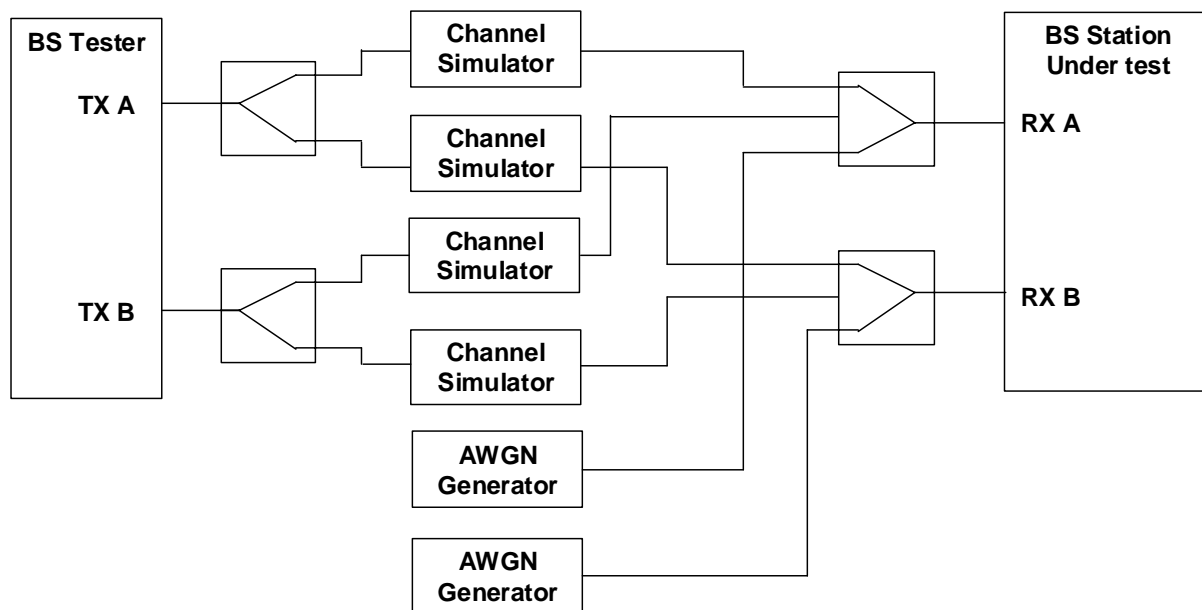 BS Tester
TX A
TX B
Channel
Simulator
Channel
Simulator
Channel
Simulator
Channel
Simulator
AWGN
Generator
AWGN
Generator
BS Station
Under test
RX A
RX B